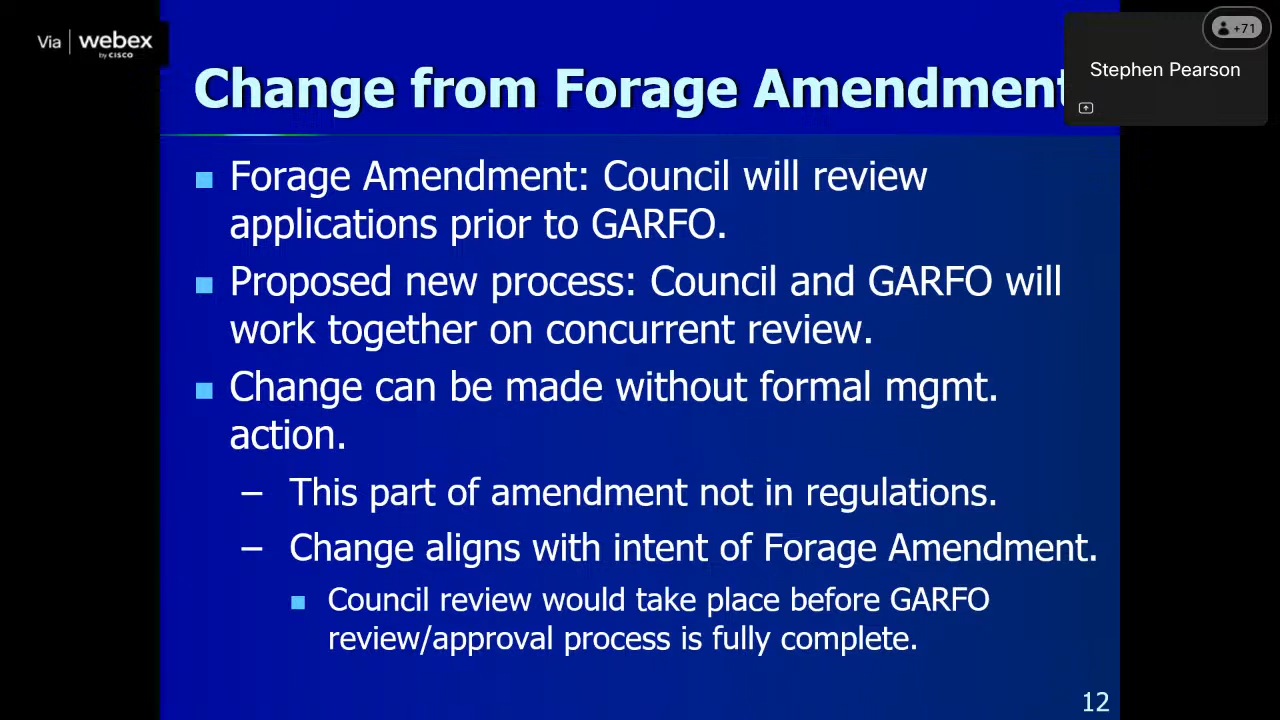 Via webex
by CISCO
+71
Stephen Pearson
Change from Forage Amendment
Forage Amendment: Council will review
applications prior to GARFO.
Proposed new process: Council and GARFO will
work together on concurrent review.
Change can be made without formal mgmt.
action.
– This part of amendment not in regulations.
– Change aligns with intent of Forage Amendment.
Council review would take place before GARFO
review/approval process is fully complete.
12